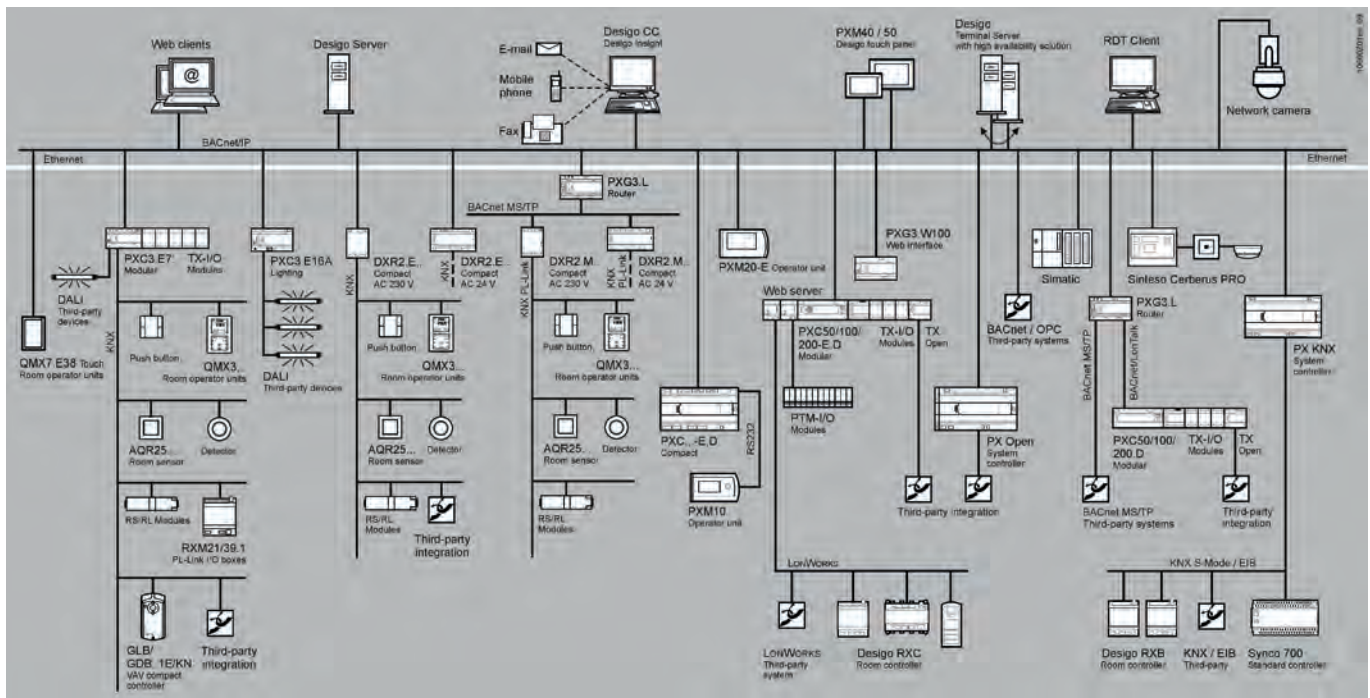 Web clients
Desigo Server
E-mail
Mobile
phone
Fax
Desigo CC
Desigo Insight
PXM40 / 50
Desigo touch panel
Desigo
Terminal Server
with high availability solution
RDT Client
Network camera
BACnet/IP
Ethernet
Ethernet
PXG3.L
Router
BACnet MS/TP
PXC3.E7
Modular
TX-I/O
Modules
DALI
Third-party
devices
KNX
QMX7.E38 Touch
Room operator units
Push button
QMX3...
Room operator units
AQR25...
Room sensor
Detector
RS/RL Modules
RXM21/39.1
PL-Link I/O boxes
GLB/
GDB_1E/KN
VAV compact
controller
Third-party
integration
PXC3.E16A
Lighting
DALI
Third-party devices
KNX
DXR2.E..
Compact
AC 230 V
KNX
DXR2.E...
Compact
AC 24 V
Push button
QMX3...
Room operator units
AQR25...
Room sensor
Detector
RS/RL
Modules
Third-party
integration
KNX PL-Link
DXR2.M..
Compact
AC 230 V
KNX
PL-Link
DXR2.M...
Compact
AC 24 V
Push button
QMX3...
Room operator units
AQR25...
Room sensor
Detector
RS/RL
Modules
PXM20-E Operator unit
PXG3.W100
Web interface
Web server
PXC50/100/
200-E.D
Modular
TX-I/O
Modules
TX
Open
PTM-I/O
Modules
PXC...-E.D
Compact
RS232
PXM10
Operator unit
Third-party integration
BACnet / OPC
Third-party systems
PX Open
System
controller
Simatic
Sinteso Cerberus PRO
PXG3.L
Router
BACnet MS/TP
BACnet/LonTalk
PX KNX
System
controller
PXC50/100/
200.D
Modular
TX-I/O
Modules
TX
Open
BACnet MS/TP
Third-party systems
Third-party
integration
LONWORKS
LONWORKS
Third-party
system
Desigo RXC
Room controller
KNX S-Mode / EIB
Desigo RXB
Room controller
KNX / EIB
Third-party
Synco 700
Standard controller